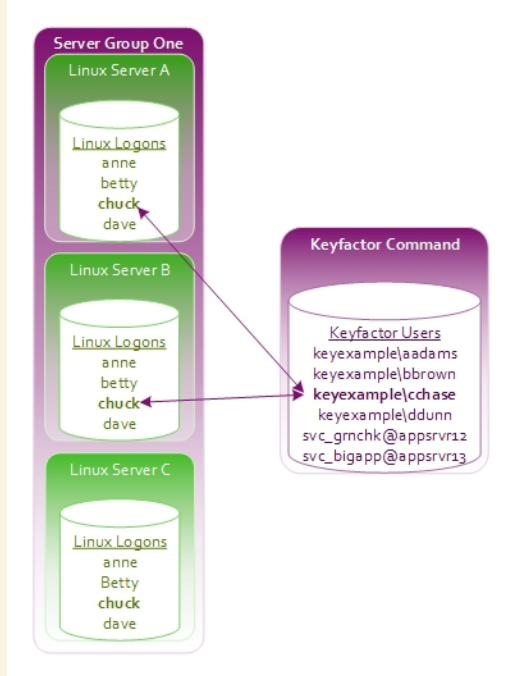 Server Group One
Linux Server A
Linux Logons
anne
betty
chuck
dave
Linux Server B
Linux Logons
anne
betty
chuck
dave
Linux Server C
Linux Logons
anne
Betty
chuck
dave
Keyfactor Command
Keyfactor Users
keyexample\aadams
keyexample\bbrown
keyexample\cchase
keyexample\ddunn
svc_grnchk@appsrvr12
svc_bigapp@appsrvr13